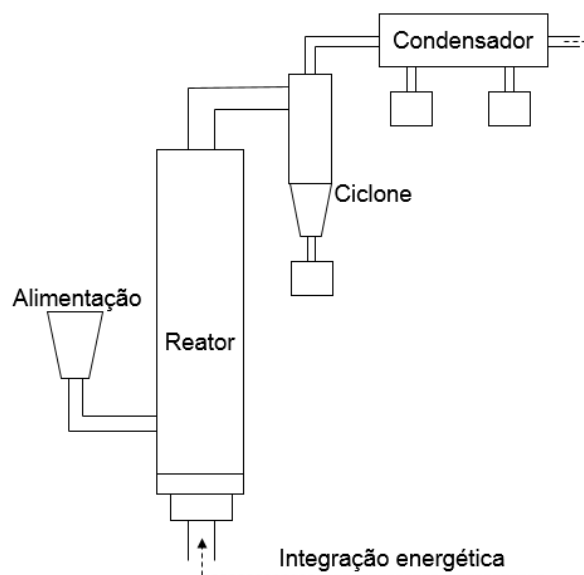 Condensador
Ciclone
Alimentação
Reator
Integração energética